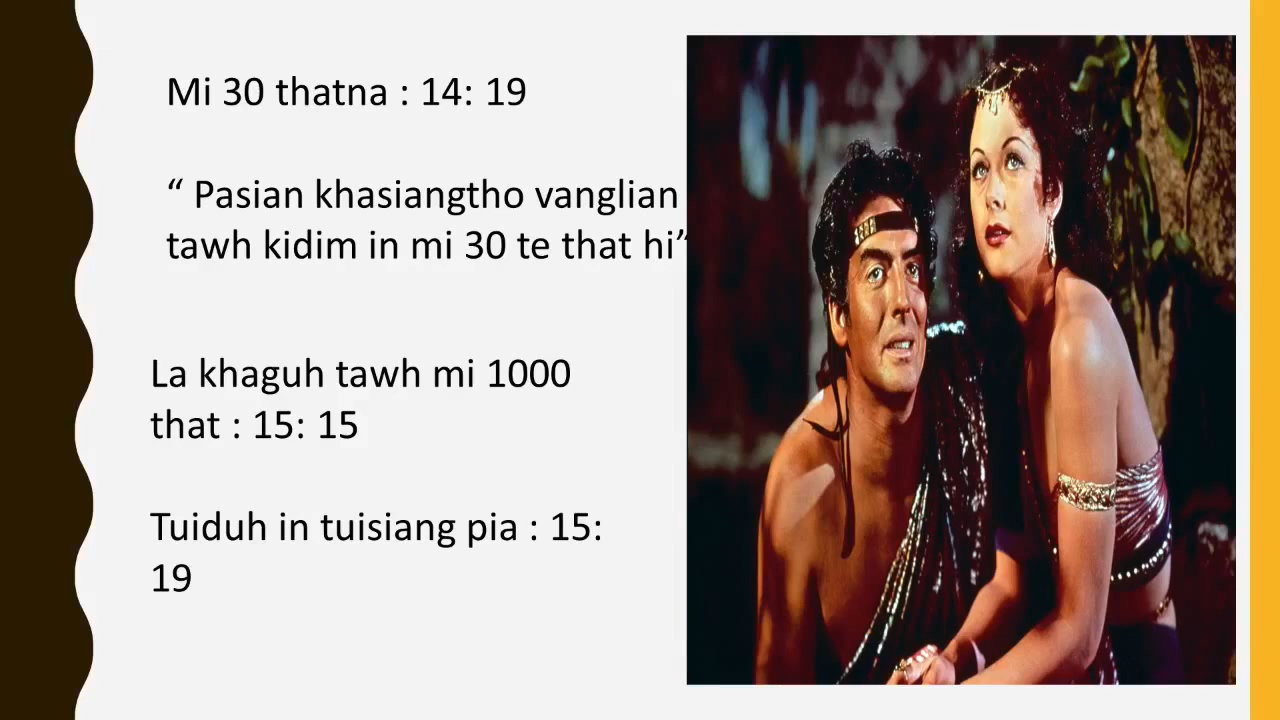 Mi 30 thatna : 14: 19
“ Pasian khasiangtho vanglian
tawh kidim in mi 30 te that hi”
La khaguh tawh mi 1000
that : 15: 15
Tuiduh in tuisiang pia : 15:
19